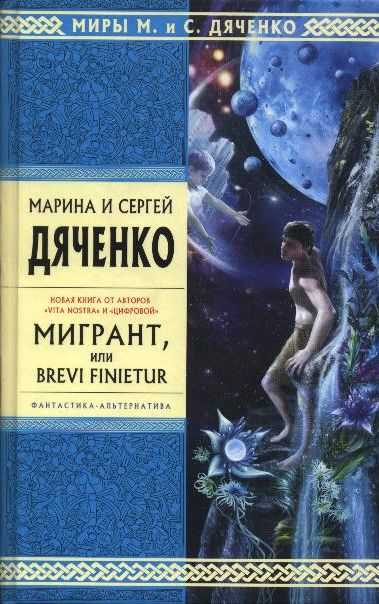 МИРЫ М. и С. ДЯЧЕНКО
МАРИНА И СЕРГЕЙ
ДЯЧЕНКО
НОВАЯ КНИГА ОТ АВТОРОВ
«VITA NOSTRA» И «ЦИФРОВОЙ»
МИГРАНТ,
ИЛИ
BREVI FINIETUR
ФАНТАСТИКА-АЛЬТЕРНАТИВА